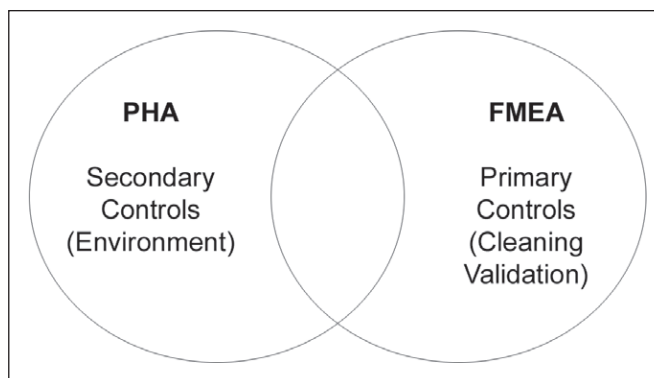 PHA
Secondary
Controls
(Environment)
FMEA
Primary
Controls
(Cleaning
Validation)